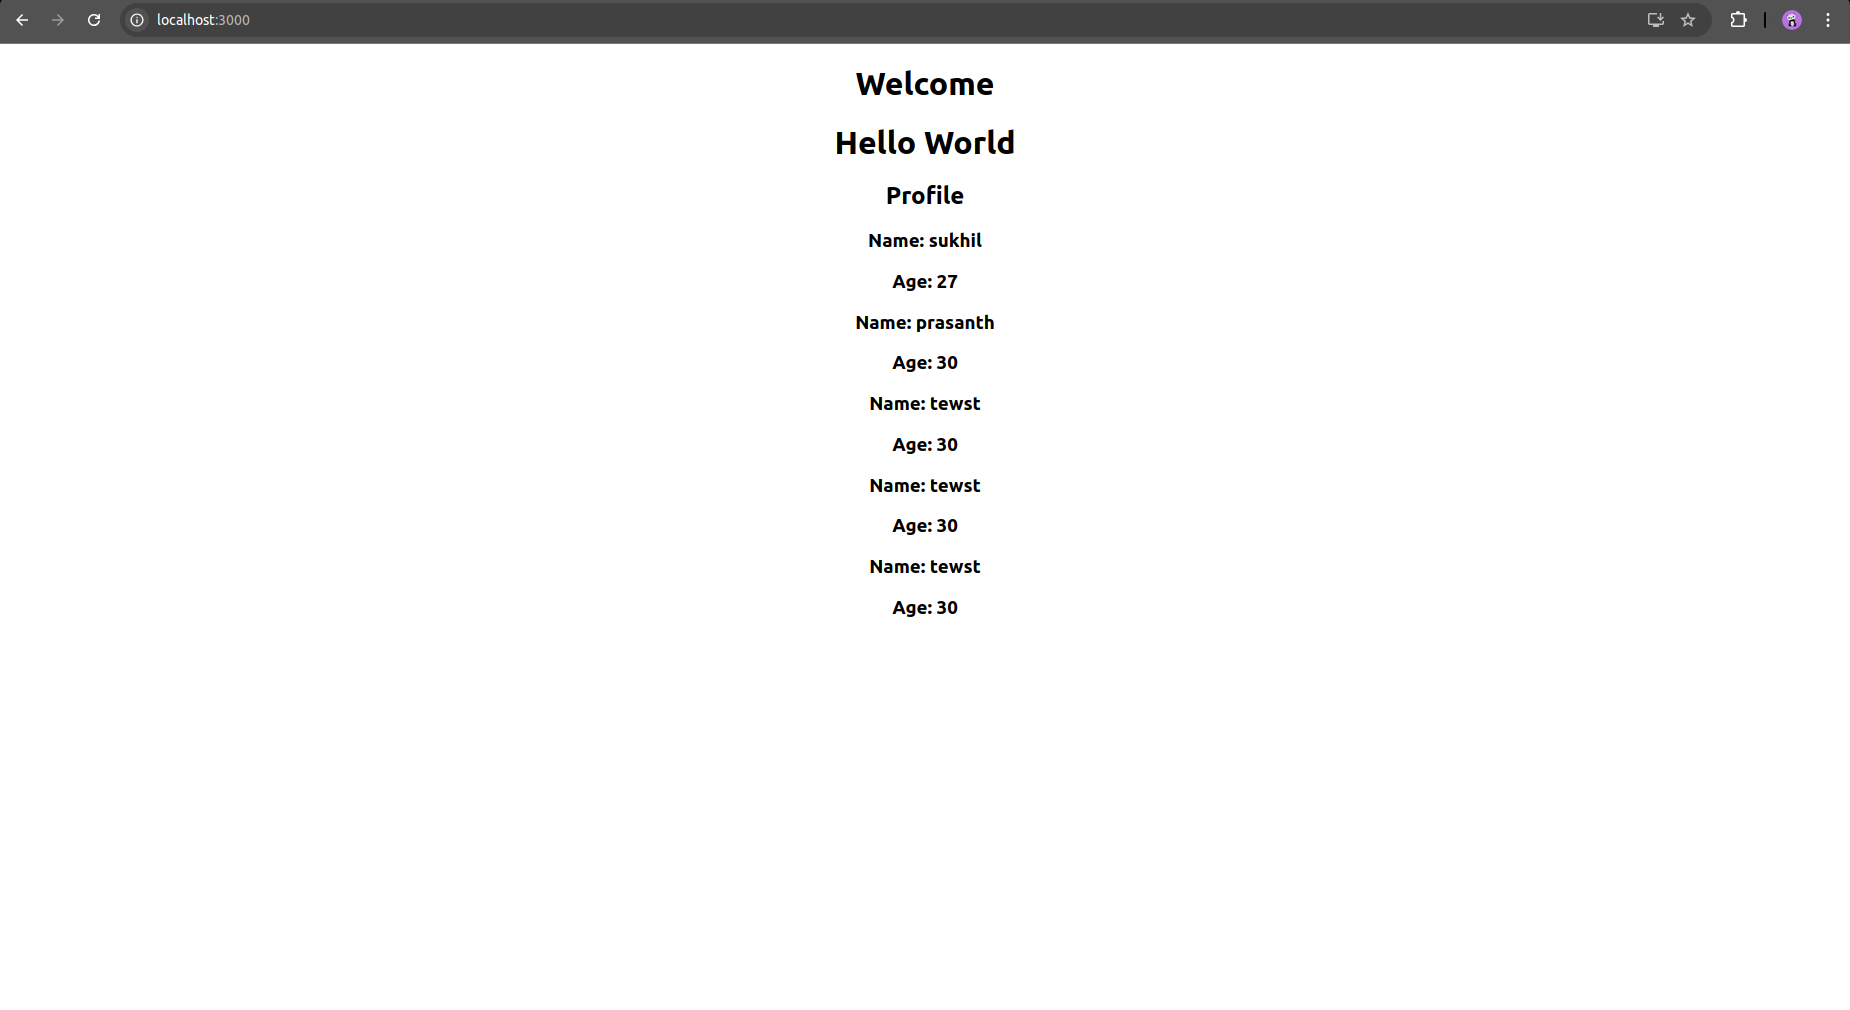 localhost:3000
Welcome
Hello World
Profile
Name: sukhil
Age: 27
Name: prasanth
Age: 30
Name: tewst
Age: 30
Name: tewst
Age: 30
Name: tewst
Age: 30